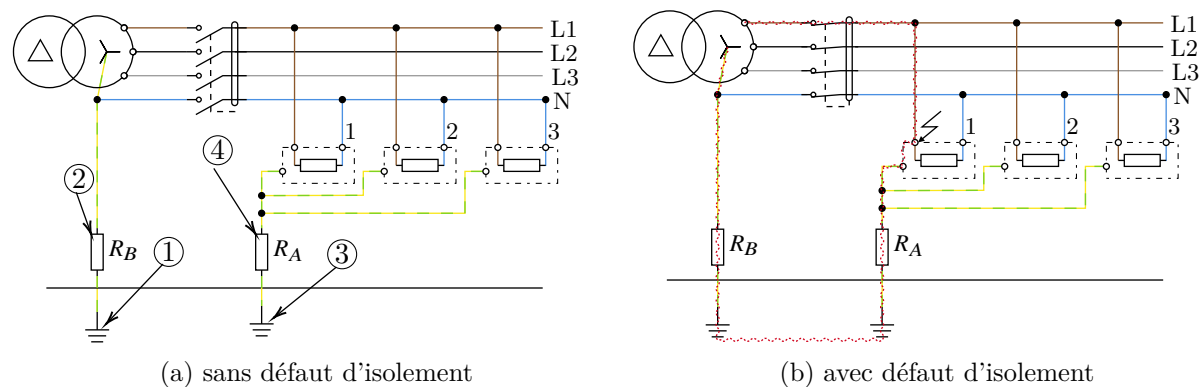 L1
L2
L3
N
1
2
3
④
②
R_B
①
R_A
③
(a) sans défaut d'isolement
L1
L2
L3
N
1
2
3
R_B
R_A
(b) avec défaut d'isolement